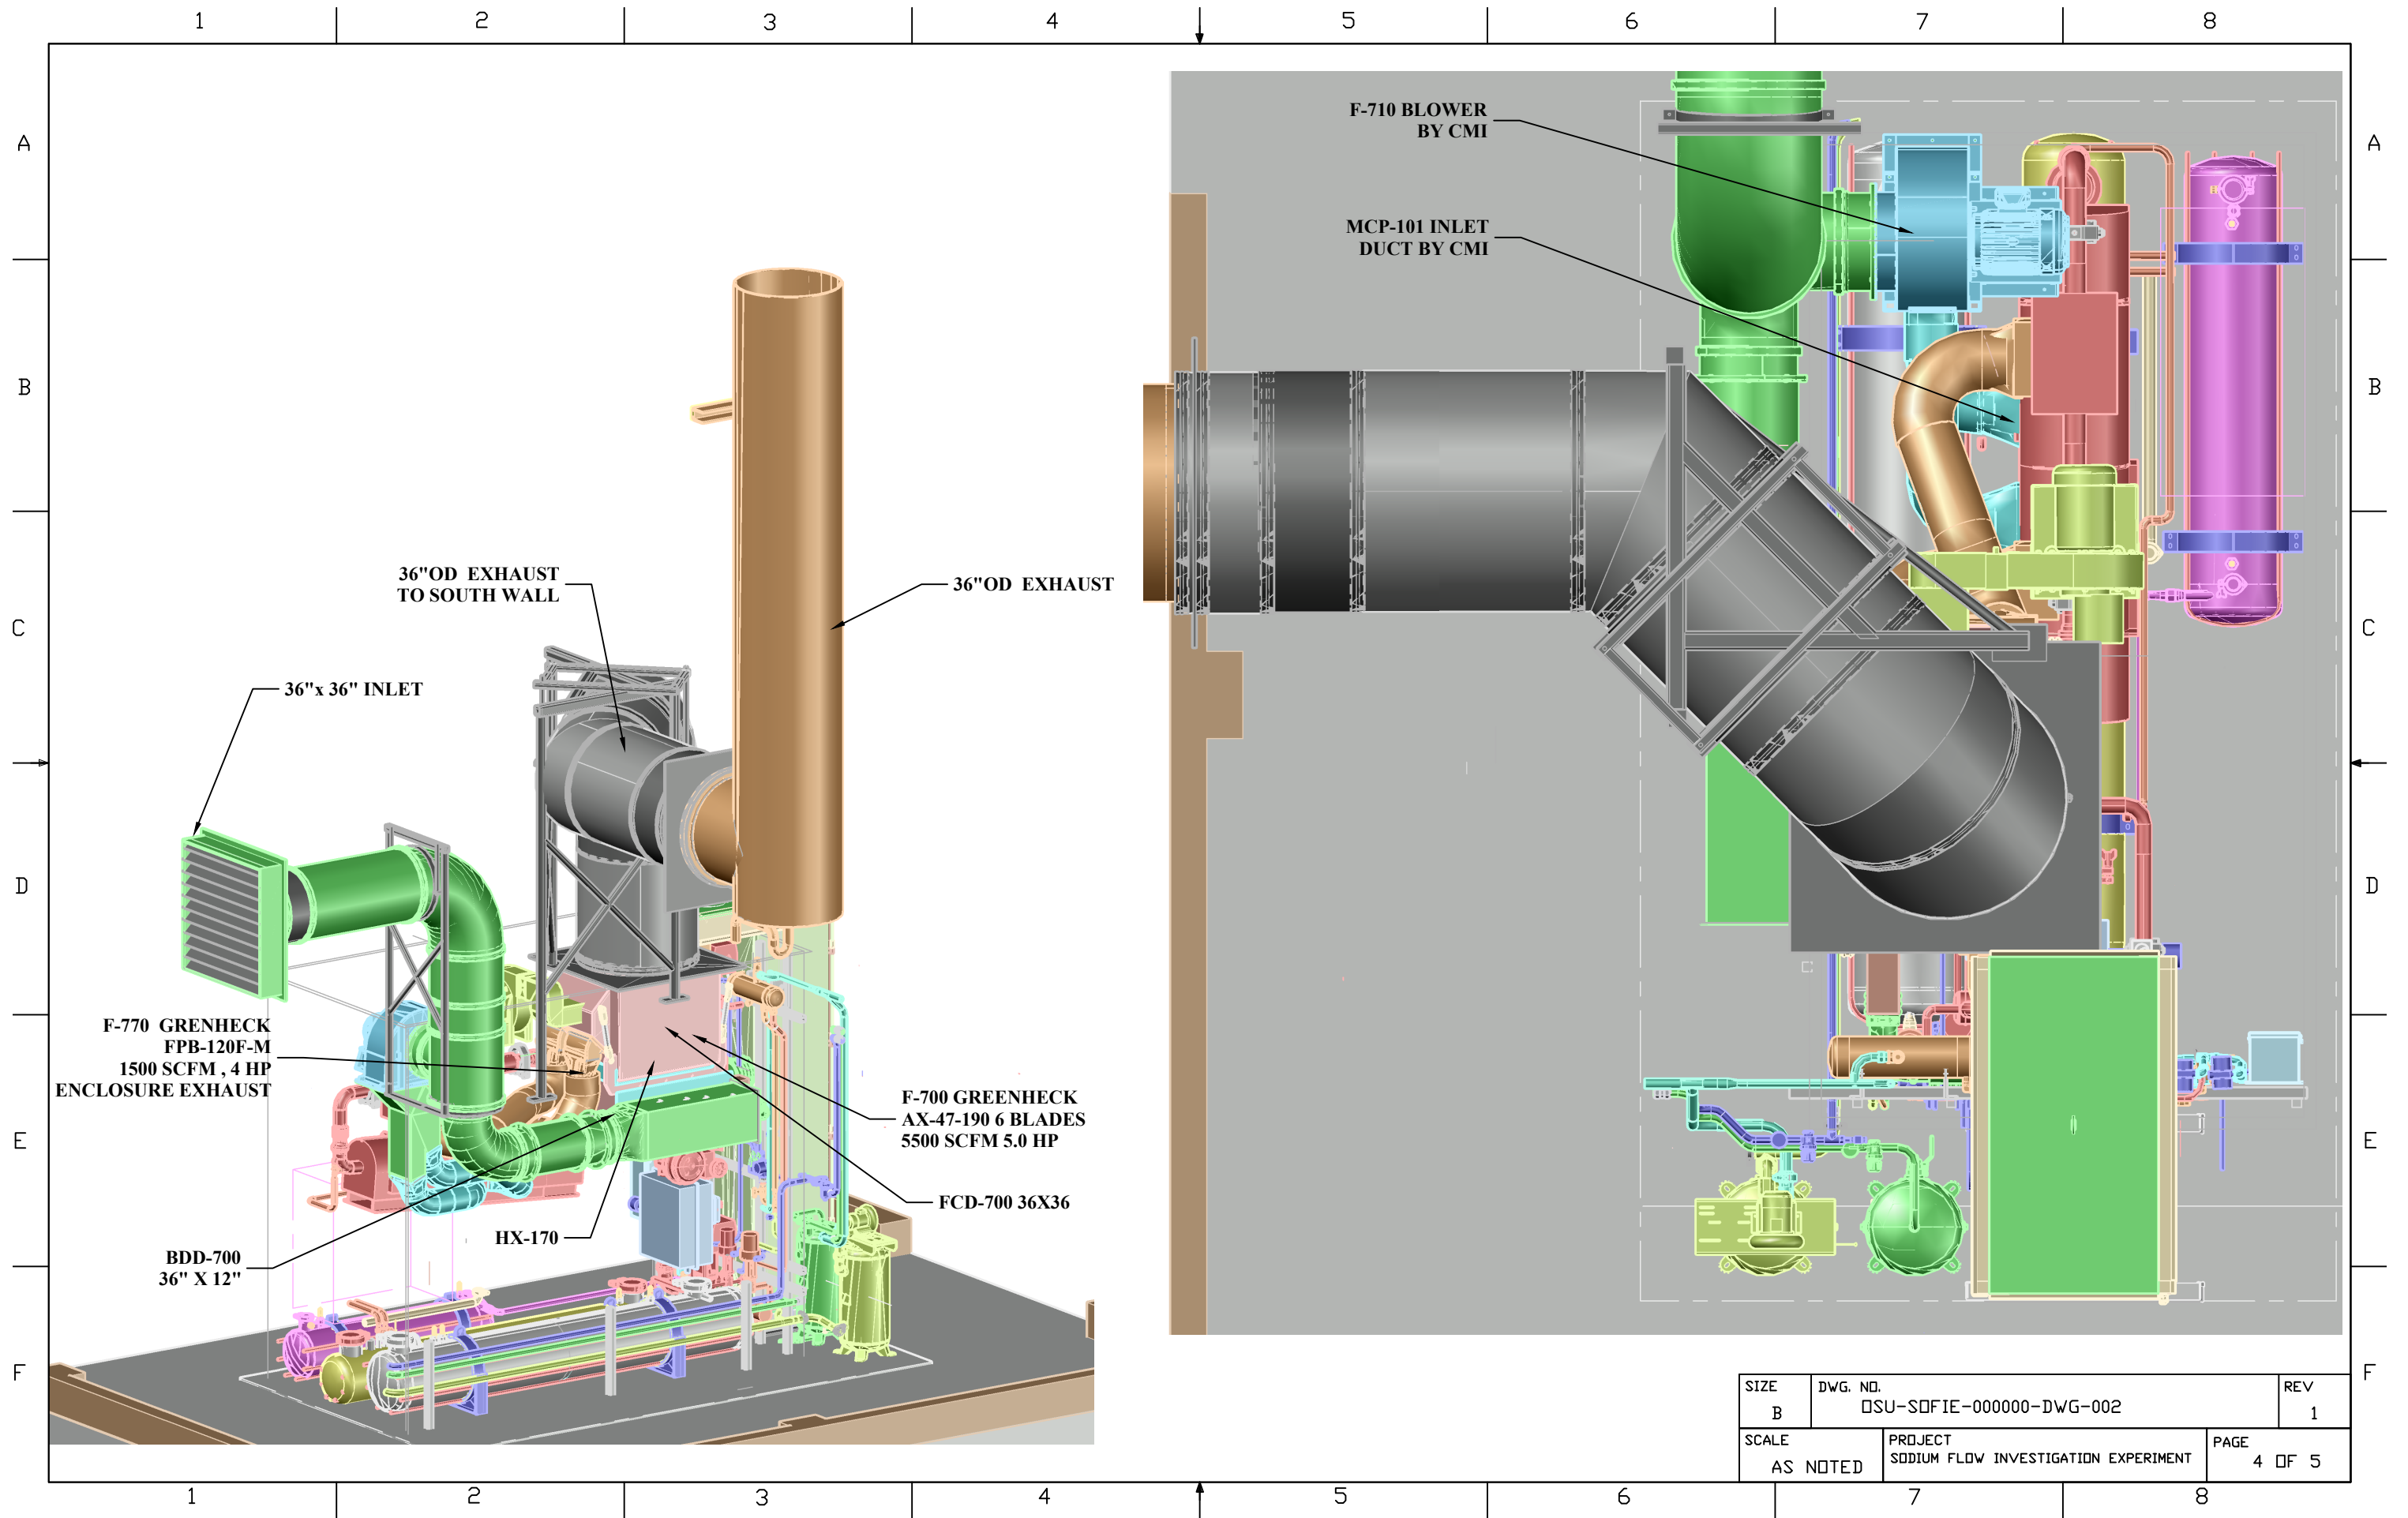 1 2 3 4 5 6 7 8
A A
B B
C C
D D
E E
F F
F-710 BLOWER
BY CMI
MCP-101 INLET
DUCT BY CMI
36"OD EXHAUST
TO SOUTH WALL
36"OD EXHAUST
36"x 36" INLET
F-770 GRENHECK
FPB-120F-M
1500 SCFM , 4 HP
ENCLOSURE EXHAUST
F-700 GREENHECK
AX-47-190 6 BLADES
5500 SCFM 5.0 HP
FCD-700 36X36
HX-170
BDD-700
36" X 12"
SIZE
B
DWG. NO.
OSU-SOFIE-000000-DWG-002
REV
1
SCALE
AS NOTED
PROJECT
SODIUM FLOW INVESTIGATION EXPERIMENT
PAGE
4 OF 5
1 2 3 4 5 6 7 8